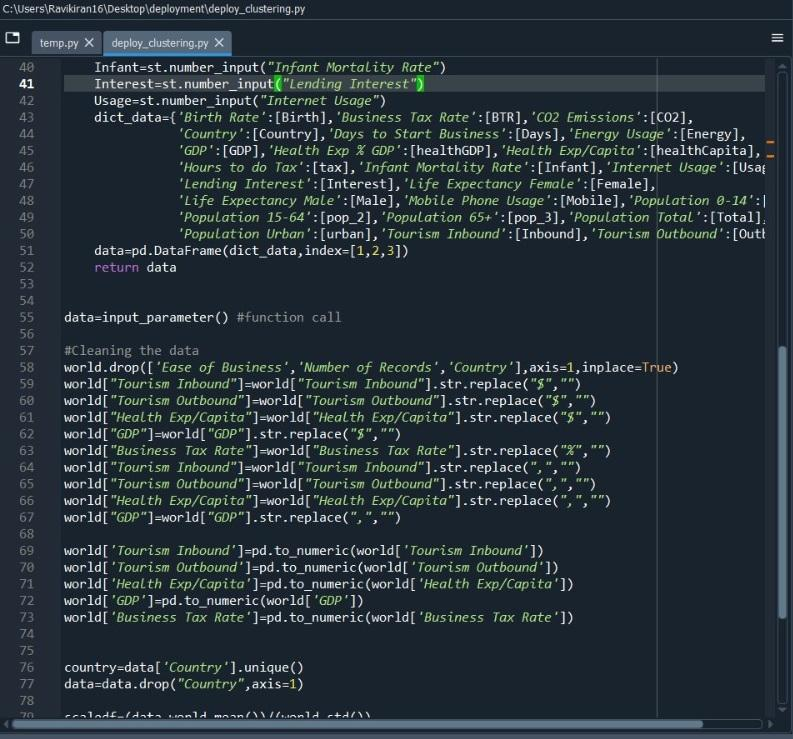 C:\Users\Ravikiran16\Desktop\deployment\deploy_clustering.py
temp.py deploy_clustering.py
40 Infant=st.number_input("Infant Mortality Rate")
41 Interest=st.number_input("Lending Interest")
42 Usage=st.number_input("Internet Usage")
43 dict_data={'Birth Rate':[Birth],'Business Tax Rate':[BTR],'CO2 Emissions':[CO2],
44 'Country':[Country],'Days to Start Business':[Days],'Energy Usage':[Energy],
45 'GDP':[GDP],'Health Exp % GDP':[healthGDP],'Health Exp/Capita':[healthCapita],
46 'Hours to do Tax':[tax],'Infant Mortality Rate':[Infant],'Internet Usage':[Usag
47 'Lending Interest':[Interest],'Life Expectancy Female':[Female],
48 'Life Expectancy Male':[Male],'Mobile Phone Usage':[Mobile],'Population 0-14':[
49 'Population 15-64':[pop_2],'Population 65+':[pop_3],'Population Total':[Total],
50 'Population Urban':[urban],'Tourism Inbound':[Inbound],'Tourism Outbound':[Outb
51 data=pd.DataFrame(dict_data,index=[1,2,3])
52 return data
53
54
55 data=input_parameter() #function call
56
57 #Cleaning the data
58 world.drop(['Ease of Business','Number of Records','Country'],axis=1,inplace=True)
59 world["Tourism Inbound"]=world["Tourism Inbound"].str.replace("$","")
60 world["Tourism Outbound"]=world["Tourism Outbound"].str.replace("$","")
61 world["Health Exp/Capita"]=world["Health Exp/Capita"].str.replace("$","")
62 world["GDP"]=world["GDP"].str.replace("$","")
63 world["Business Tax Rate"]=world["Business Tax Rate"].str.replace("%","")
64 world["Tourism Inbound"]=world["Tourism Inbound"].str.replace(",","")
65 world["Tourism Outbound"]=world["Tourism Outbound"].str.replace(",","")
66 world["Health Exp/Capita"]=world["Health Exp/Capita"].str.replace(",","")
67 world["GDP"]=world["GDP"].str.replace(",","")
68
69 world['Tourism Inbound']=pd.to_numeric(world['Tourism Inbound'])
70 world['Tourism Outbound']=pd.to_numeric(world['Tourism Outbound'])
71 world['Health Exp/Capita']=pd.to_numeric(world['Health Exp/Capita'])
72 world['GDP']=pd.to_numeric(world['GDP'])
73 world['Business Tax Rate']=pd.to_numeric(world['Business Tax Rate'])
74
75
76 country=data['Country'].unique()
77 data=data.drop("Country",axis=1)
78
79 scaledf=(data-world.mean())/(world.std())